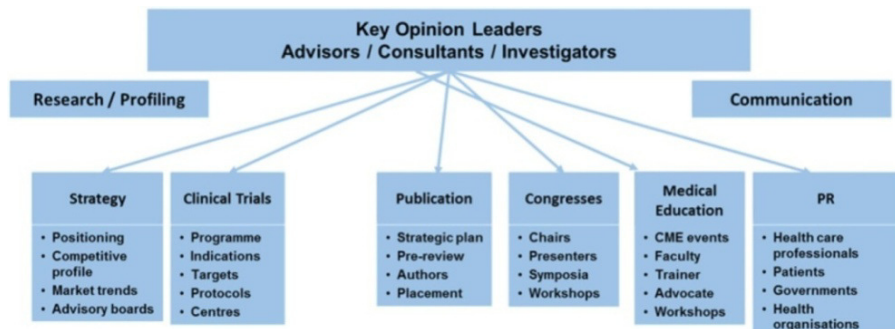 Key Opinion Leaders
Advisors / Consultants / Investigators
Research / Profiling
Communication
Strategy
• Positioning
• Competitive
profile
• Market trends
• Advisory boards
Clinical Trials
• Programme
• Indications
• Targets
• Protocols
• Centres
Publication
• Strategic plan
• Pre-review
• Authors
• Placement
Congresses
• Chairs
• Presenters
• Symposia
• Workshops
Medical
Education
• CME events
• Faculty
• Trainer
• Advocate
• Workshops
PR
• Health care
professionals
• Patients
• Governments
• Health
organisations